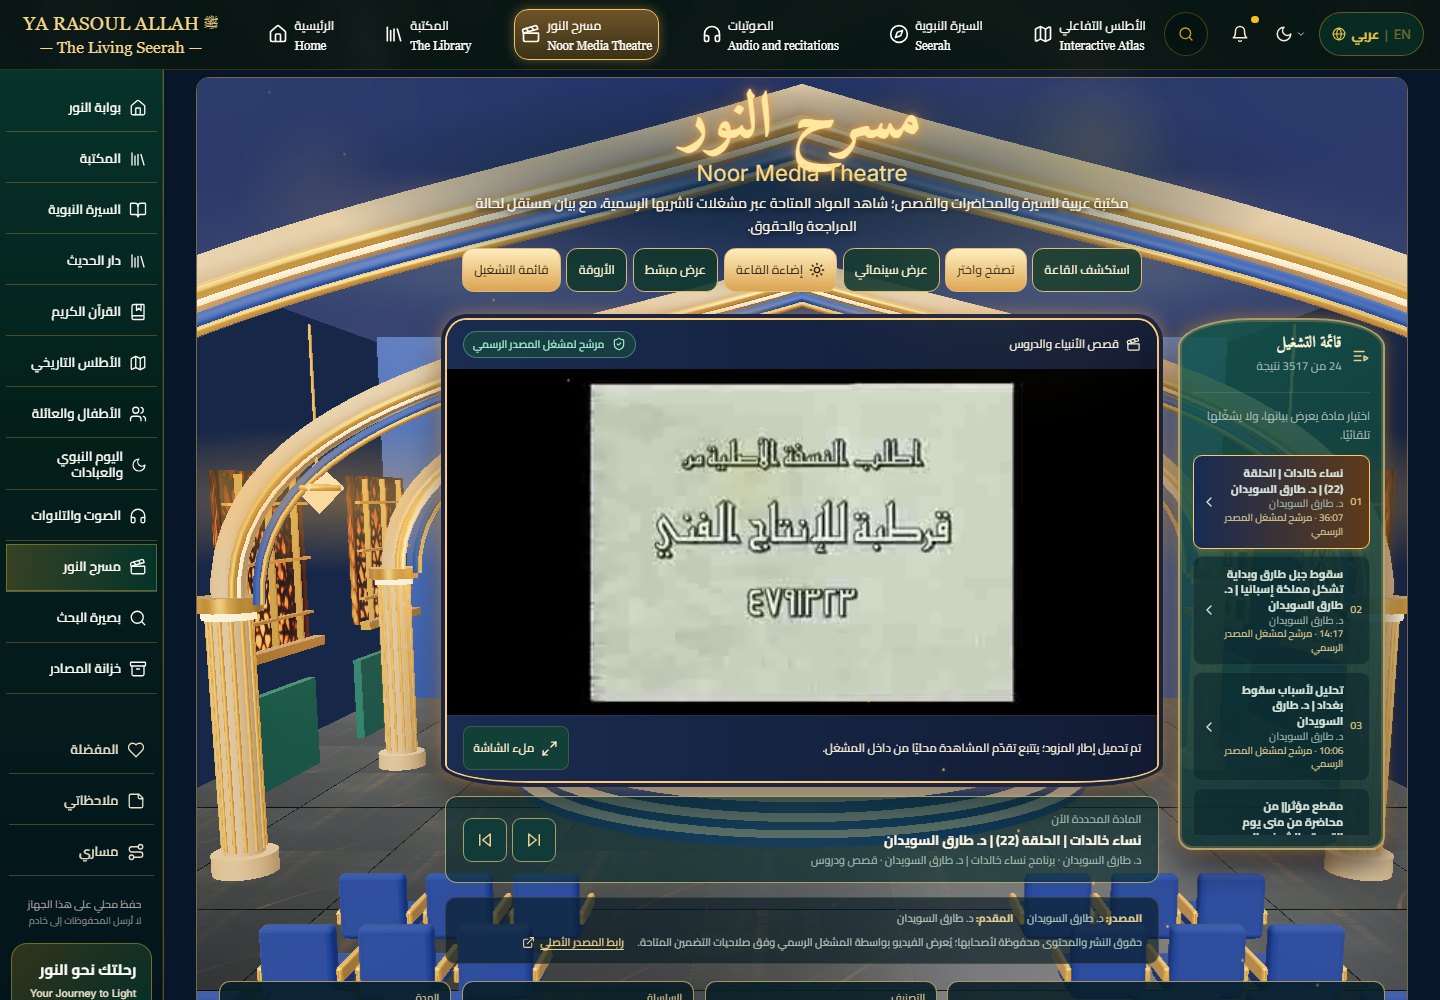 YA RASOUL ALLAH ﷺ
— The Living Seerah —
الرئيسية
Home
المكتبة
The Library
مسرح النور
Noor Media Theatre
الصوتيات
Audio and recitations
السيرة النبوية
Seerah
الأطلس التفاعلي
Interactive Atlas
عربي | EN
بوابة النور
المكتبة
السيرة النبوية
دار الحديث
القرآن الكريم
الأطلس التاريخي
الأطفال والعائلة
اليوم النبوي
والعبادات
الصوت والتلاوات
مسرح النور
بصيرة البحث
خزانة المصادر
المفضلة
ملاحظاتي
مساري
حفظ محلي على هذا الجهاز
لا تُرسل المحفوظات إلى خادم
رحلتك نحو النور
Your Journey to Light
مسرح النور
Noor Media Theatre
مكتبة عربية للسيرة والمحاضرات والقصص؛ شاهد المواد المتاحة عبر مشغلات ناشريها الرسمية، مع بيان مستقل لحالة
المراجعة والحقوق.
استكشف القاعة
تصفح واختر
عرض سينمائي
إضاءة القاعة
عرض مبسّط
الأروقة
قائمة التشغيل
قصص الأنبياء والدروس
مرشح لمشغل المصدر الرسمي
اطلب النسخة الأصلية من
قرطبة للإنتاج الفني
٤٧٩١٣٢٣
تم تحميل إطار المزود؛ يتتبع تقدّم المشاهدة محليًا من داخل المشغل.
ملء الشاشة
المادة المحددة الآن
نساء خالدات | الحلقة (22) | د. طارق السويدان
د. طارق السويدان · برنامج نساء خالدات | د. طارق السويدان · قصص ودروس
المصدر: د. طارق السويدان
المقدم: د. طارق السويدان
حقوق النشر والمحتوى محفوظة لأصحابها؛ يُعرض الفيديو بواسطة المشغل الرسمي وفق صلاحيات التضمين المتاحة.
رابط المصدر الأصلي
التصنيف
السلسلة
المدة
قائمة التشغيل
24 من 3517 نتيجة
اختيار مادة يعرض بيانها، ولا يشغّلها
تلقائيًا.
01
نساء خالدات | الحلقة
(22) | د. طارق السويدان
د. طارق السويدان
36:07 · مرشح لمشغل المصدر
الرسمي
02
سقوط جبل طارق وبداية
تشكل مملكة إسبانيا | د.
طارق السويدان
د. طارق السويدان
14:17 · مرشح لمشغل المصدر
الرسمي
03
تحليل لأسباب سقوط
بغداد | د. طارق
السويدان
د. طارق السويدان
10:06 · مرشح لمشغل المصدر
الرسمي
مقطع مؤثر|| من
محاضرة من منى يوم